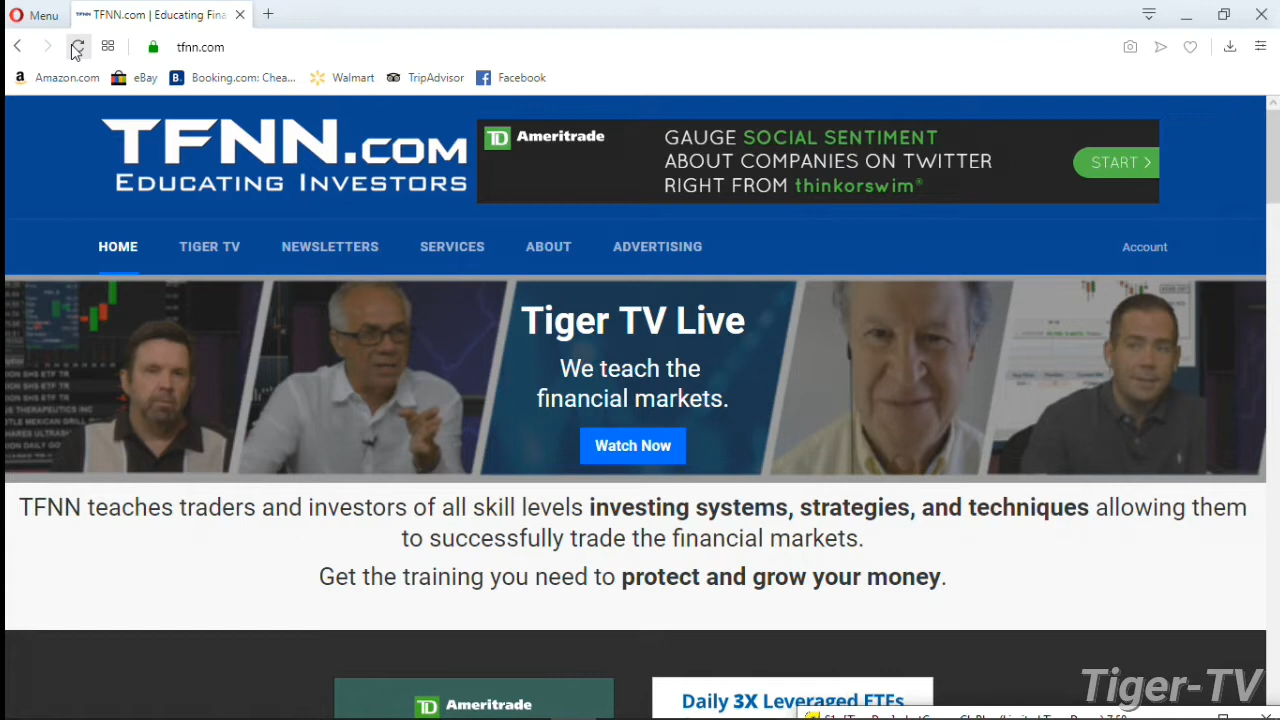 Menu
TFNN.com | Educating Fina
tfnn.com
Amazon.com eBay Booking.com: Chea... Walmart TripAdvisor Facebook
TFNN.COM
EDUCATING INVESTORS
TD Ameritrade
GAUGE SOCIAL SENTIMENT
ABOUT COMPANIES ON TWITTER
RIGHT FROM thinkorswim®
START >
HOME TIGER TV NEWSLETTERS SERVICES ABOUT ADVERTISING Account
Tiger TV Live
We teach the
financial markets.
Watch Now
TFNN teaches traders and investors of all skill levels investing systems, strategies, and techniques allowing them
to successfully trade the financial markets.
Get the training you need to protect and grow your money.
TD Ameritrade
Daily 3X Leveraged ETFs
Tiger-TV